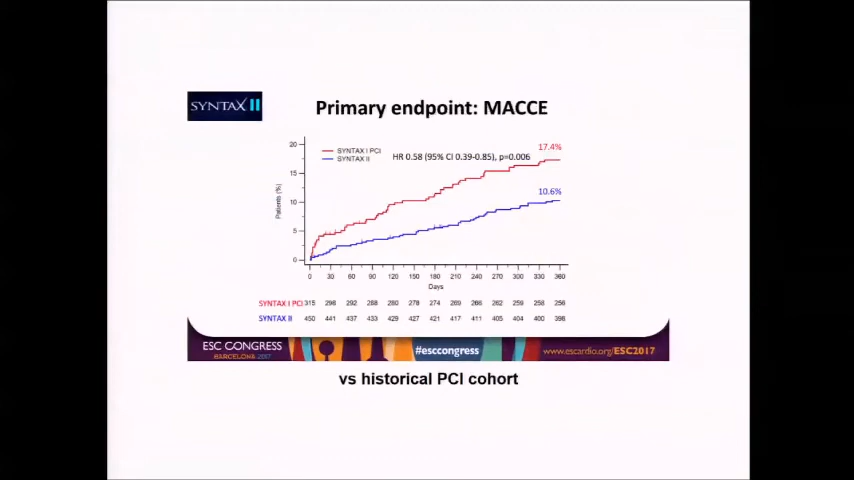 SYNTAX II
Primary endpoint: MACCE
20
15
10
5
0
Patients (%)
SYNTAX I PCI
SYNTAX II
HR 0.58 (95% CI 0.39-0.85), p=0.006
17.4%
10.6%
0 30 60 90 120 150 180 210 240 270 300 330 360
Days
SYNTAX I PCI 315 298 292 288 280 278 274 269 266 262 259 258 256
SYNTAX II 450 441 437 433 429 427 421 417 411 405 404 400 398
ESC CONGRESS
BARCELONA 2017
#esccongress
www.escardio.org/ESC2017
vs historical PCI cohort